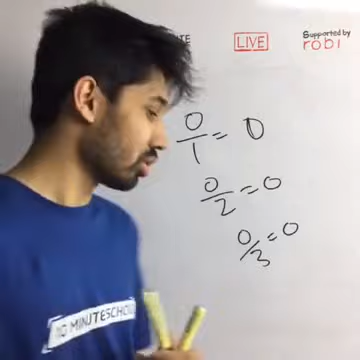 LIVE
Supported by
robi
0/1 = 0
0/2 = 0
0/3 = 0
10 MINUTE SCHOOL